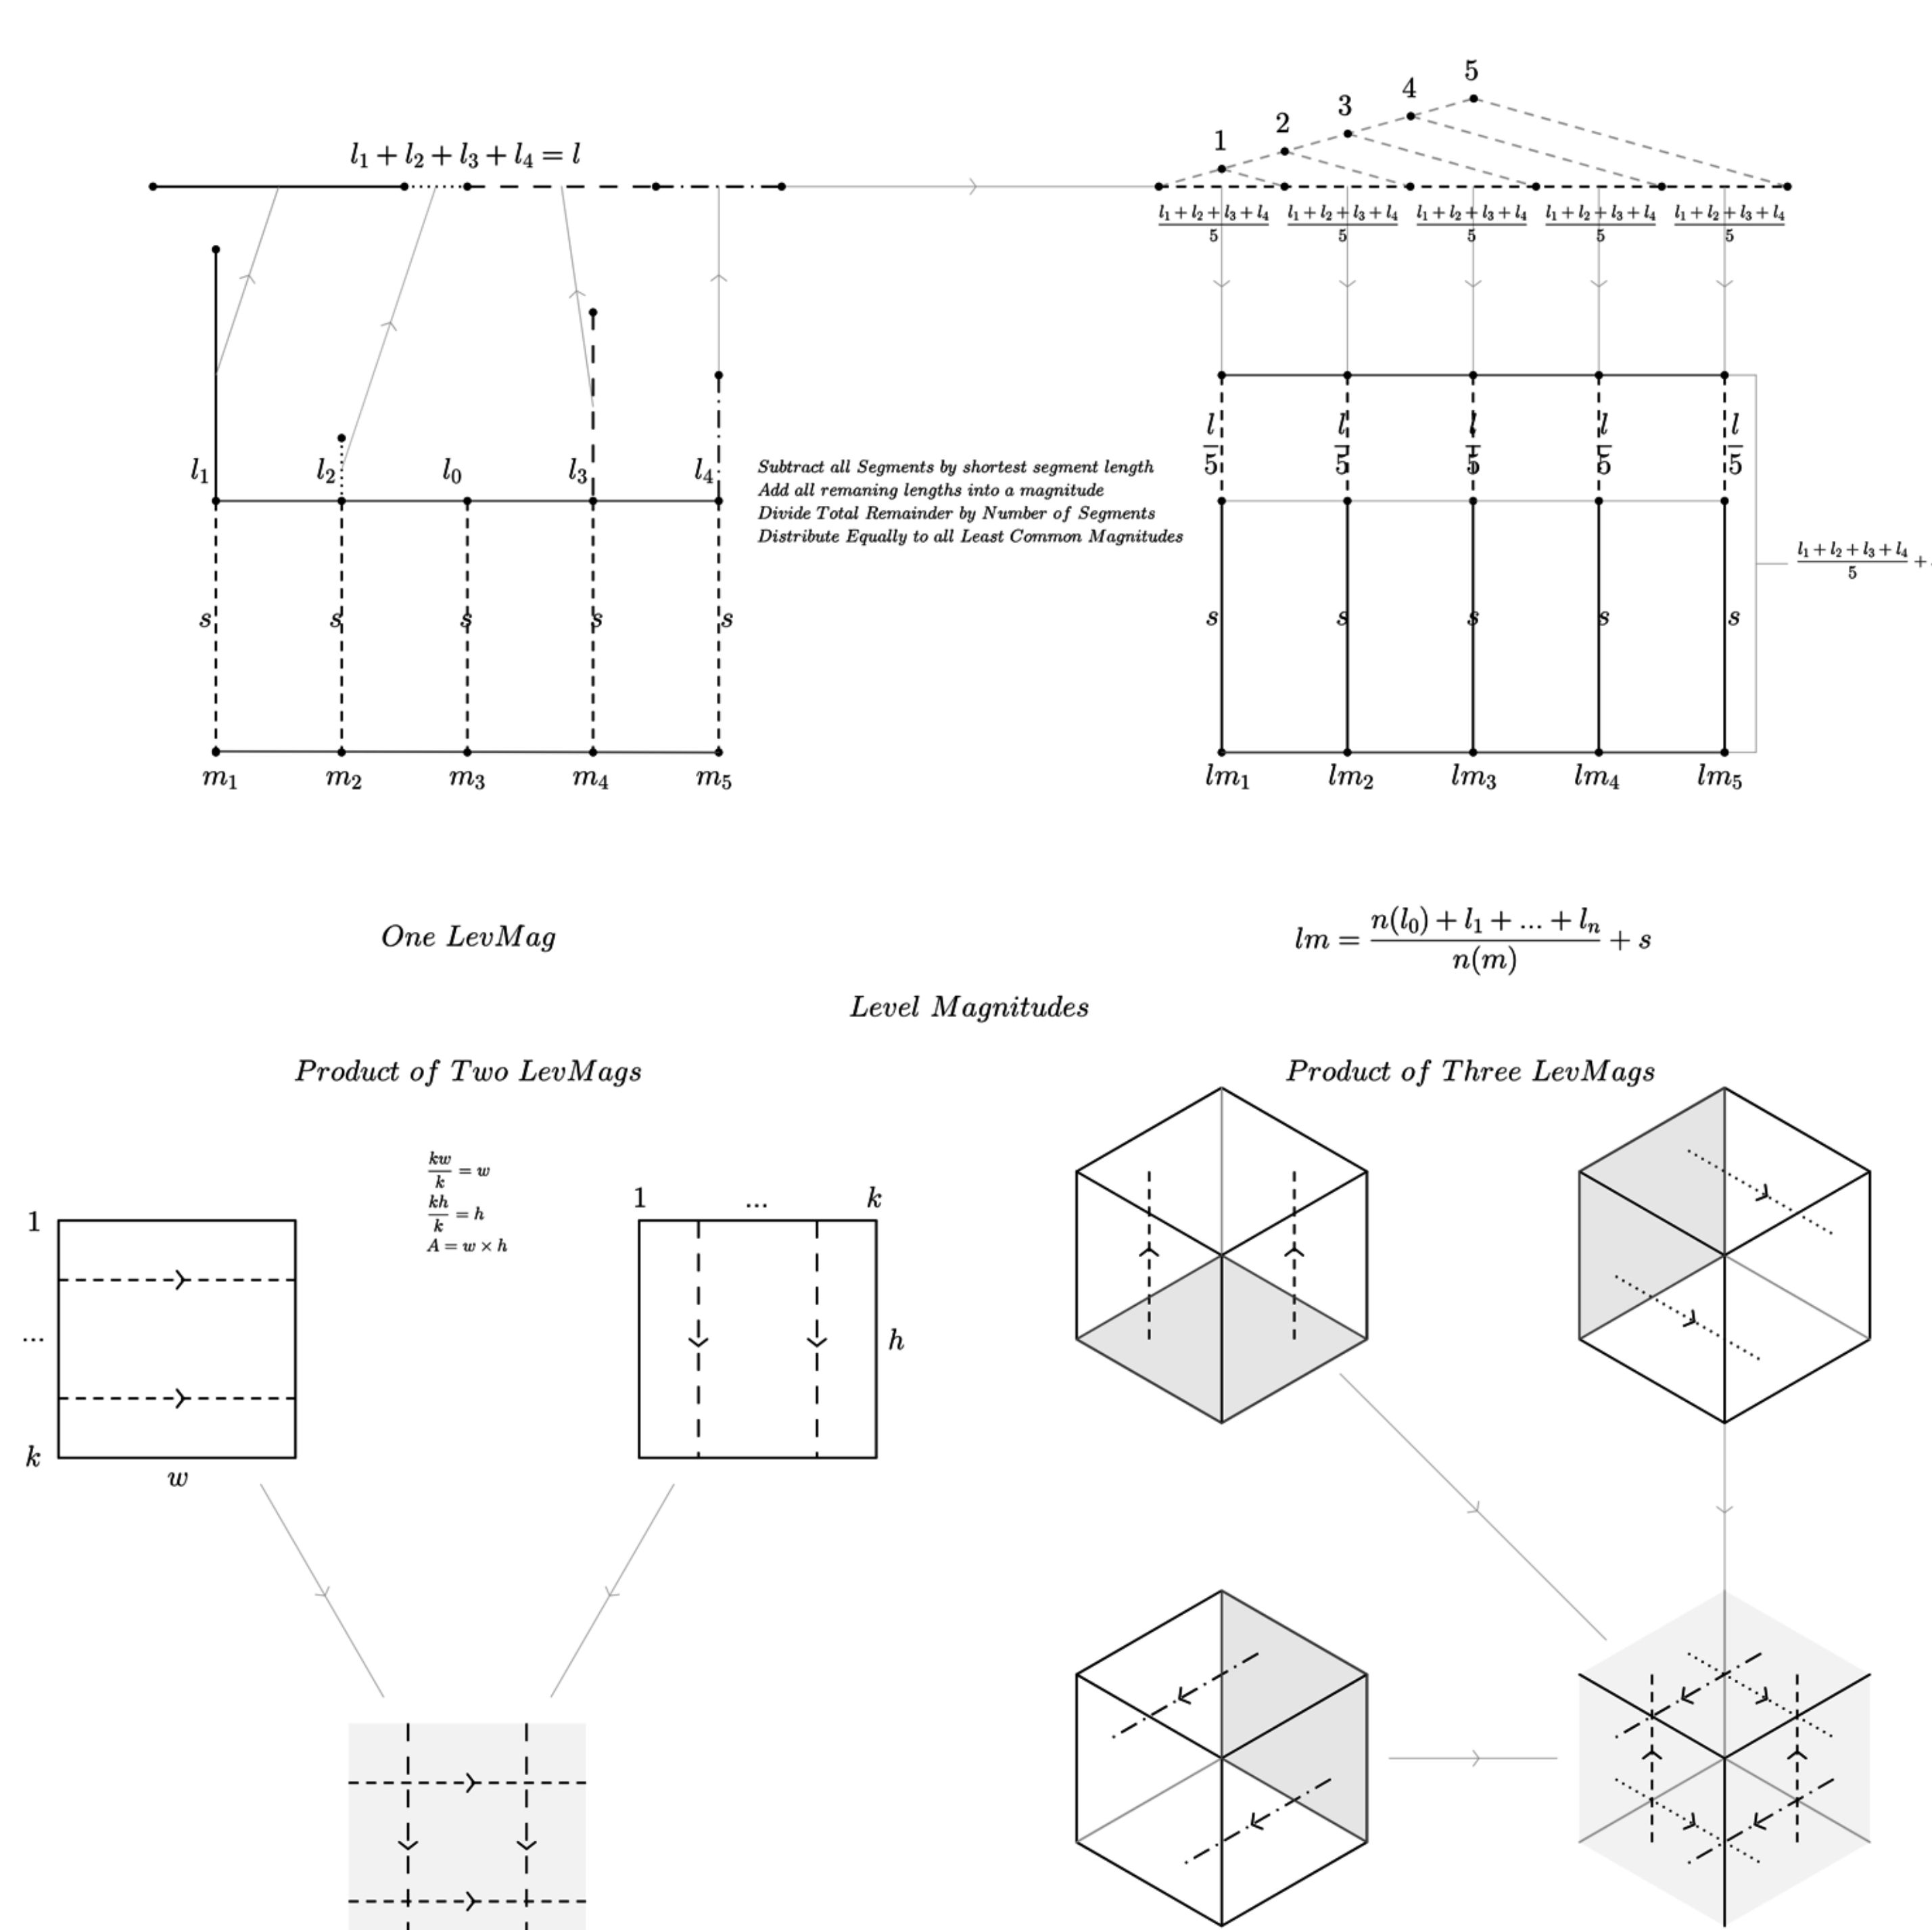 5
4
3
2
1
l₁ + l₂ + l₃ + l₄ = l
(l₁ + l₂ + l₃ + l₄)/5 (l₁ + l₂ + l₃ + l₄)/5 (l₁ + l₂ + l₃ + l₄)/5 (l₁ + l₂ + l₃ + l₄)/5 (l₁ + l₂ + l₃ + l₄)/5
l₁ l₂ l₀ l₃ l₄
l/5 l/5 l/5 l/5 l/5
Subtract all Segments by shortest segment length
Add all remaning lengths into a magnitude
Divide Total Remainder by Number of Segments
Distribute Equally to all Least Common Magnitudes
(l₁ + l₂ + l₃ + l₄)/5 +
s s s s s
s s s s s
m₁ m₂ m₃ m₄ m₅
lm₁ lm₂ lm₃ lm₄ lm₅
One LevMag
lm = (n(l₀) + l₁ + ... + lₙ)/n(m) + s
Level Magnitudes
Product of Two LevMags
Product of Three LevMags
kw/k = w
kh/k = h
A = w × h
1
...
k
w
1 ... k
h